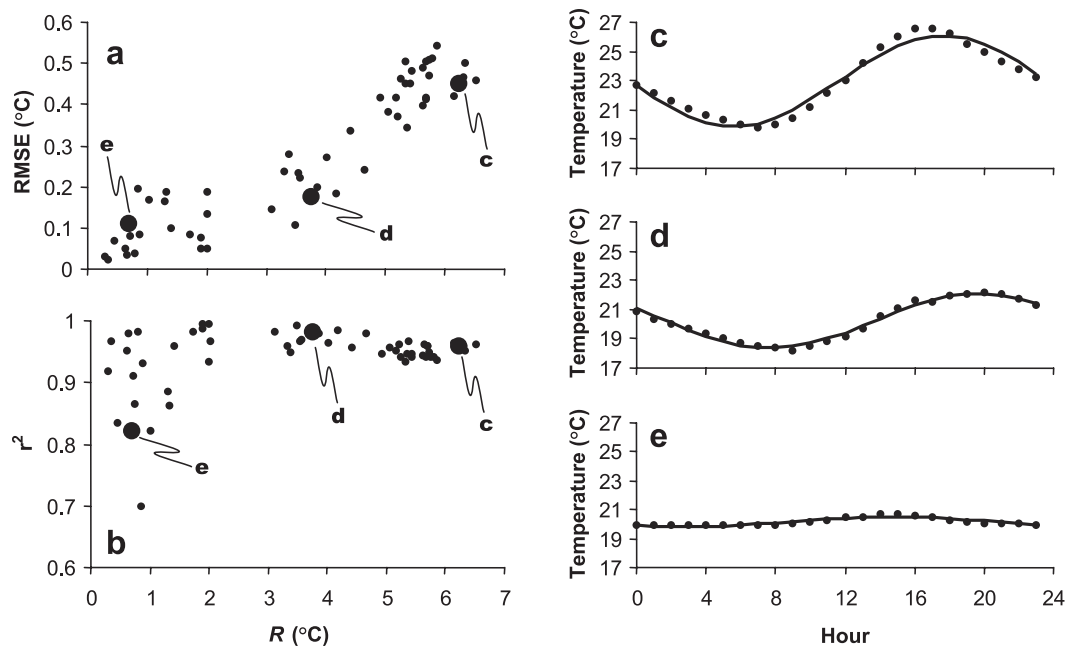 a
RMSE (°C)
0.6
0.5
0.4
0.3
0.2
0.1
0
e
d
c
b
r²
1
0.9
0.8
0.7
0.6
d
c
e
0 1 2 3 4 5 6 7
R (°C)
c
Temperature (°C)
27
25
23
21
19
17
d
Temperature (°C)
27
25
23
21
19
17
e
Temperature (°C)
27
25
23
21
19
17
0 4 8 12 16 20 24
Hour